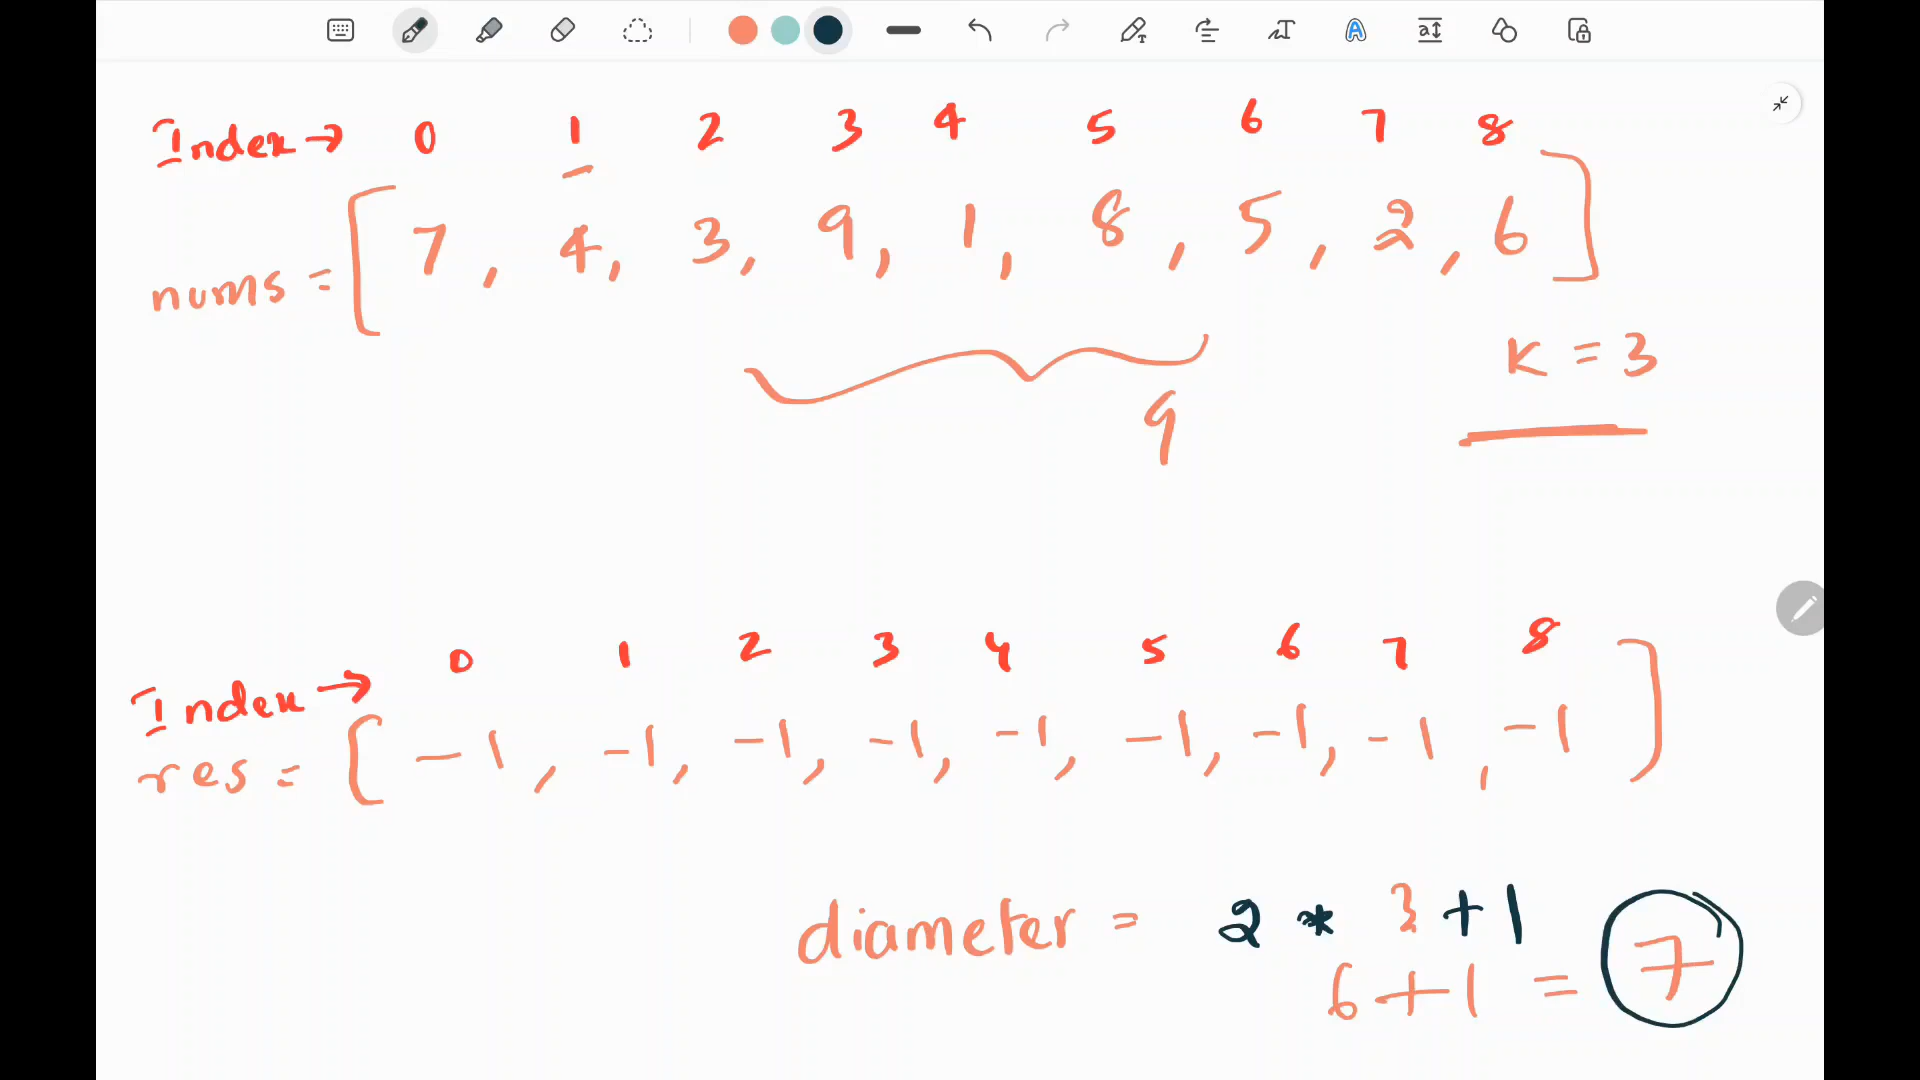 Index → 0 1 2 3 4 5 6 7 8
nums = [ 7 , 4, 3, 9, 1, 8, 5, 2, 6 ]
K = 3
9
Index → 0 1 2 3 4 5 6 7 8
res = [ -1, -1, -1, -1, -1, -1, -1, -1, -1 ]
diameter = 2 * 3 + 1
6+1 = 7